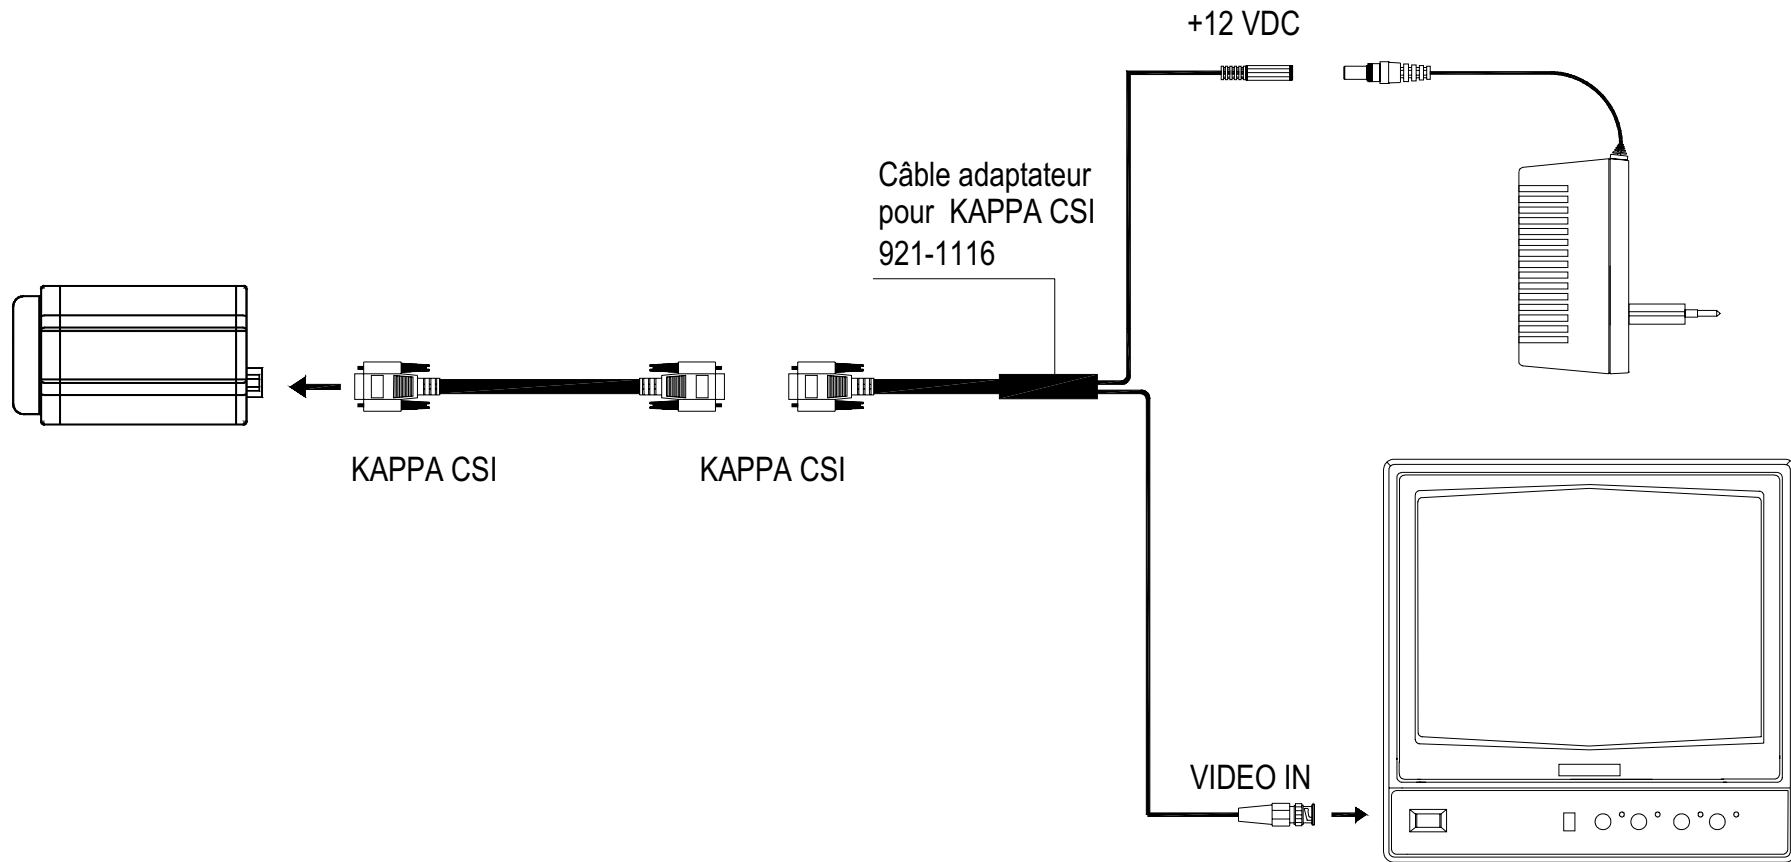 +12 VDC
Câble adaptateur
pour KAPPA CSI
921-1116
KAPPA CSI
KAPPA CSI
VIDEO IN